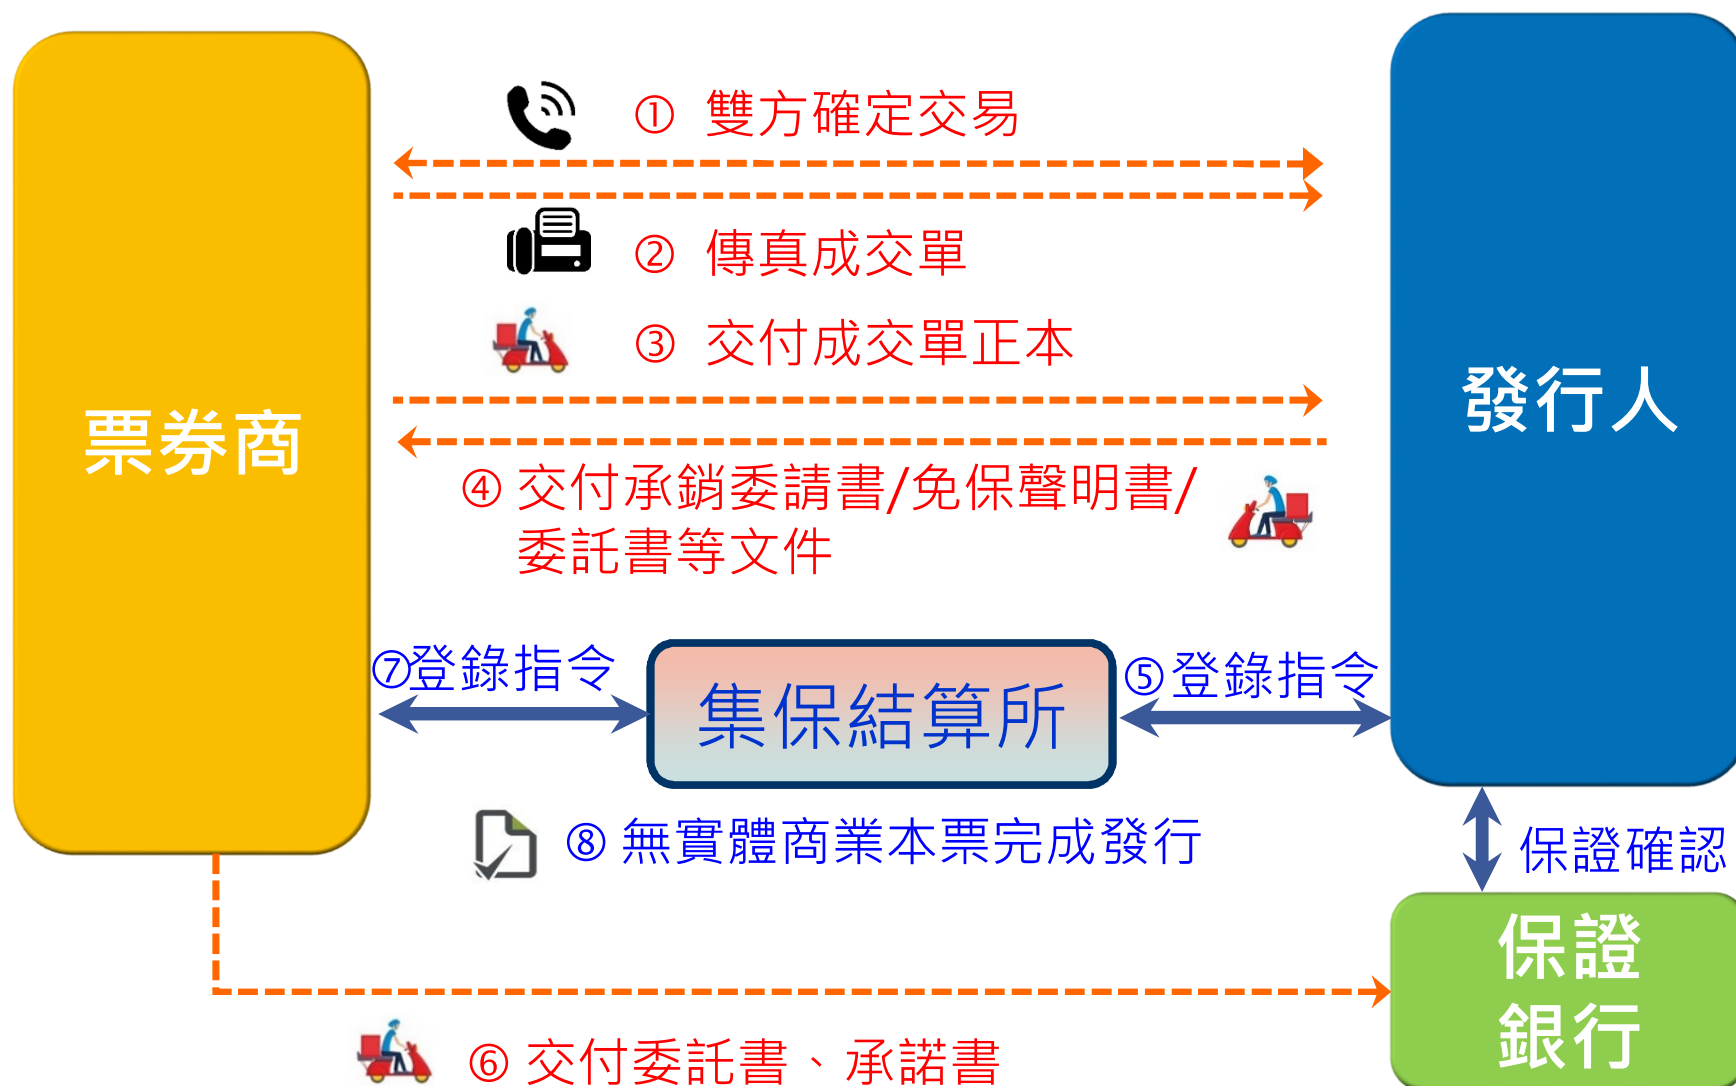 ① 雙方確定交易
② 傳真成交單
③ 交付成交單正本
票券商
發行人
④ 交付承銷委請書/免保聲明書/
委託書等文件
⑦登錄指令
集保結算所
⑤登錄指令
⑧ 無實體商業本票完成發行
保證確認
保證
銀行
⑥ 交付委託書、承諾書